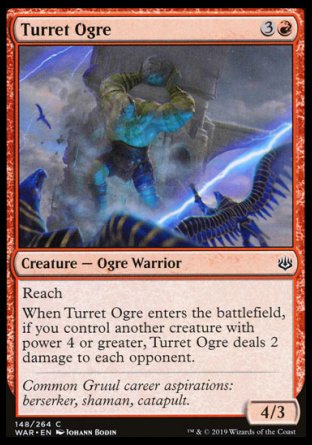 Turret Ogre 3
Creature — Ogre Warrior
Reach
When Turret Ogre enters the battlefield,
if you control another creature with
power 4 or greater, Turret Ogre deals 2
damage to each opponent.
Common Gruul career aspirations:
berserker, shaman, catapult.
4/3
148/264 C
WAR • EN Johann Bodin
™ & © 2019 Wizards of the Coast